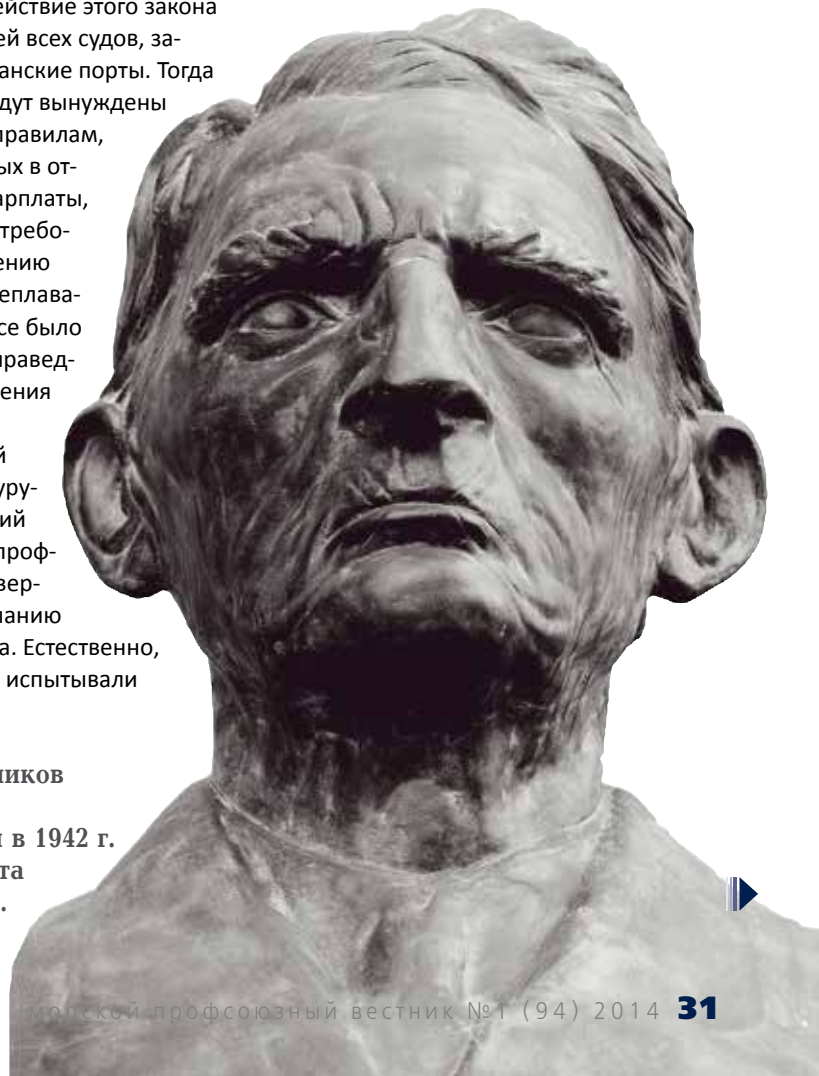 ействие этого закона
ей всех судов, за-
анские порты. Тогда
дут вынуждены
правилам,
ых в от-
арплаты,
требо-
ению
еплава-
се было
правед-
ения
й
уру-
ий
проф-
вер-
анию
а. Естественно,
испытывали
ников
в 1942 г.
та
.
морской профсоюзный вестник №1 (94) 2014 31